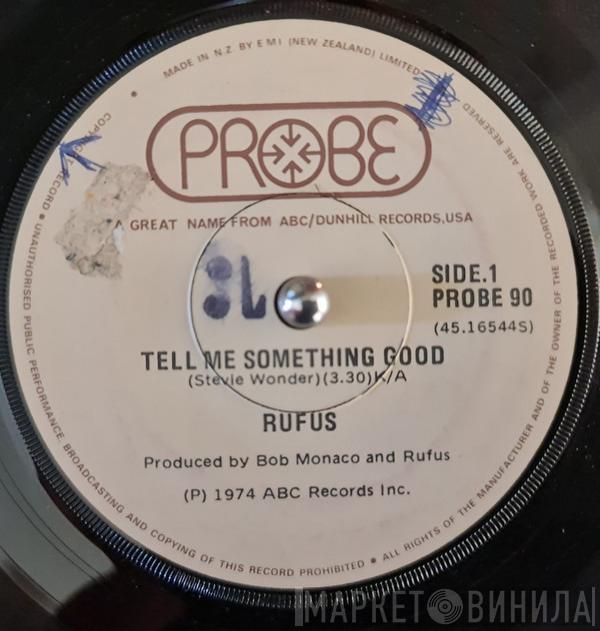 MADE IN N.Z. BY EMI (NEW ZEALAND) LIMITED
PROBE
A GREAT NAME FROM ABC/DUNHILL RECORDS,USA
SIDE.1
PROBE 90
(45.16544S)
TELL ME SOMETHING GOOD
(Stevie Wonder)(3.30)K/A
RUFUS
Produced by Bob Monaco and Rufus
(P) 1974 ABC Records Inc.
RECORD • UNAUTHORISED PUBLIC PERFORMANCE, BROADCASTING AND COPYING OF THIS RECORD PROHIBITED • ALL RIGHTS OF THE MANUFACTURER AND OF THE OWNER OF THE RECORDED WORK ARE RESERVED
МАРКЕТ ВИНИЛА